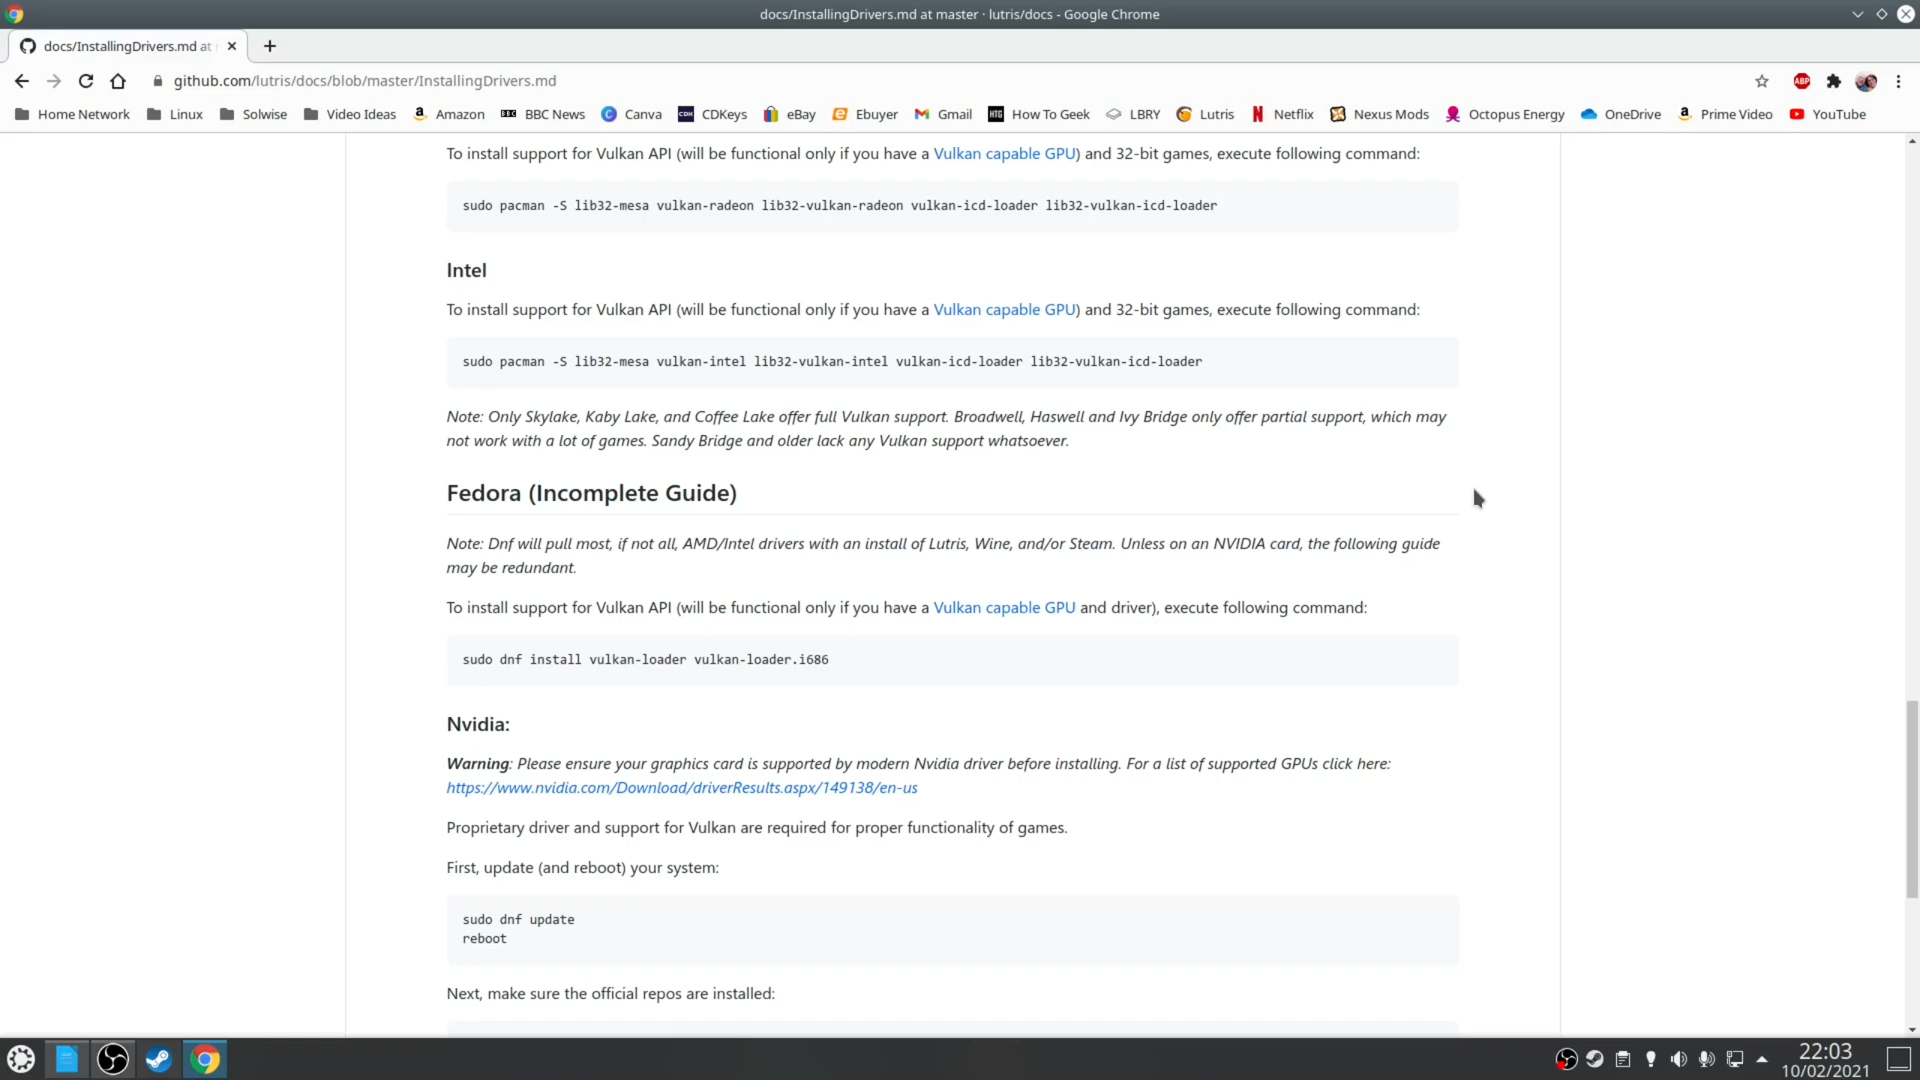 docs/InstallingDrivers.md at master · lutris/docs - Google Chrome
docs/InstallingDrivers.md at
github.com/lutris/docs/blob/master/InstallingDrivers.md
ABP
Home Network Linux Solwise Video Ideas Amazon BBC News Canva CDKeys eBay Ebuyer Gmail How To Geek LBRY Lutris Netflix Nexus Mods Octopus Energy OneDrive Prime Video YouTube
To install support for Vulkan API (will be functional only if you have a Vulkan capable GPU) and 32-bit games, execute following command:
sudo pacman -S lib32-mesa vulkan-radeon lib32-vulkan-radeon vulkan-icd-loader lib32-vulkan-icd-loader
Intel
To install support for Vulkan API (will be functional only if you have a Vulkan capable GPU) and 32-bit games, execute following command:
sudo pacman -S lib32-mesa vulkan-intel lib32-vulkan-intel vulkan-icd-loader lib32-vulkan-icd-loader
Note: Only Skylake, Kaby Lake, and Coffee Lake offer full Vulkan support. Broadwell, Haswell and Ivy Bridge only offer partial support, which may
not work with a lot of games. Sandy Bridge and older lack any Vulkan support whatsoever.
Fedora (Incomplete Guide)
Note: Dnf will pull most, if not all, AMD/Intel drivers with an install of Lutris, Wine, and/or Steam. Unless on an NVIDIA card, the following guide
may be redundant.
To install support for Vulkan API (will be functional only if you have a Vulkan capable GPU and driver), execute following command:
sudo dnf install vulkan-loader vulkan-loader.i686
Nvidia:
Warning: Please ensure your graphics card is supported by modern Nvidia driver before installing. For a list of supported GPUs click here:
https://www.nvidia.com/Download/driverResults.aspx/149138/en-us
Proprietary driver and support for Vulkan are required for proper functionality of games.
First, update (and reboot) your system:
sudo dnf update
reboot
Next, make sure the official repos are installed:
22:03
10/02/2021